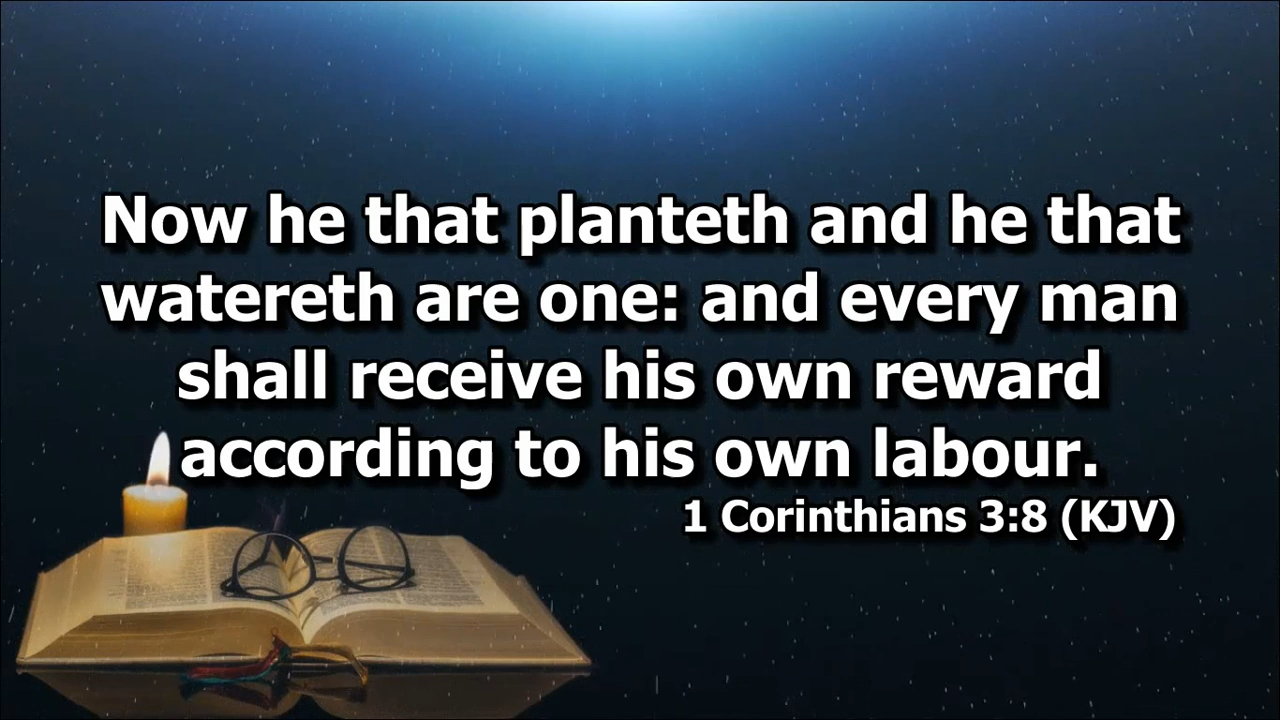 Now he that planteth and he that
watereth are one: and every man
shall receive his own reward
according to his own labour.
1 Corinthians 3:8 (KJV)